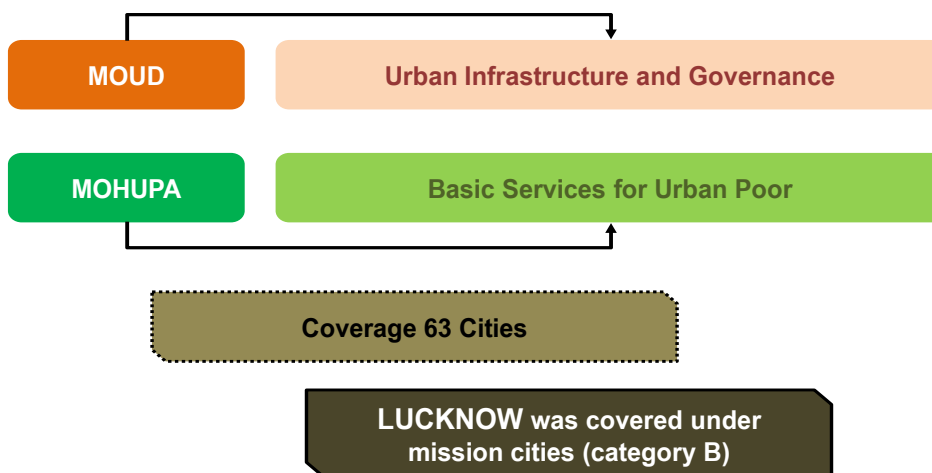 MOUD
Urban Infrastructure and Governance
MOHUPA
Basic Services for Urban Poor
Coverage 63 Cities
LUCKNOW was covered under
mission cities (category B)